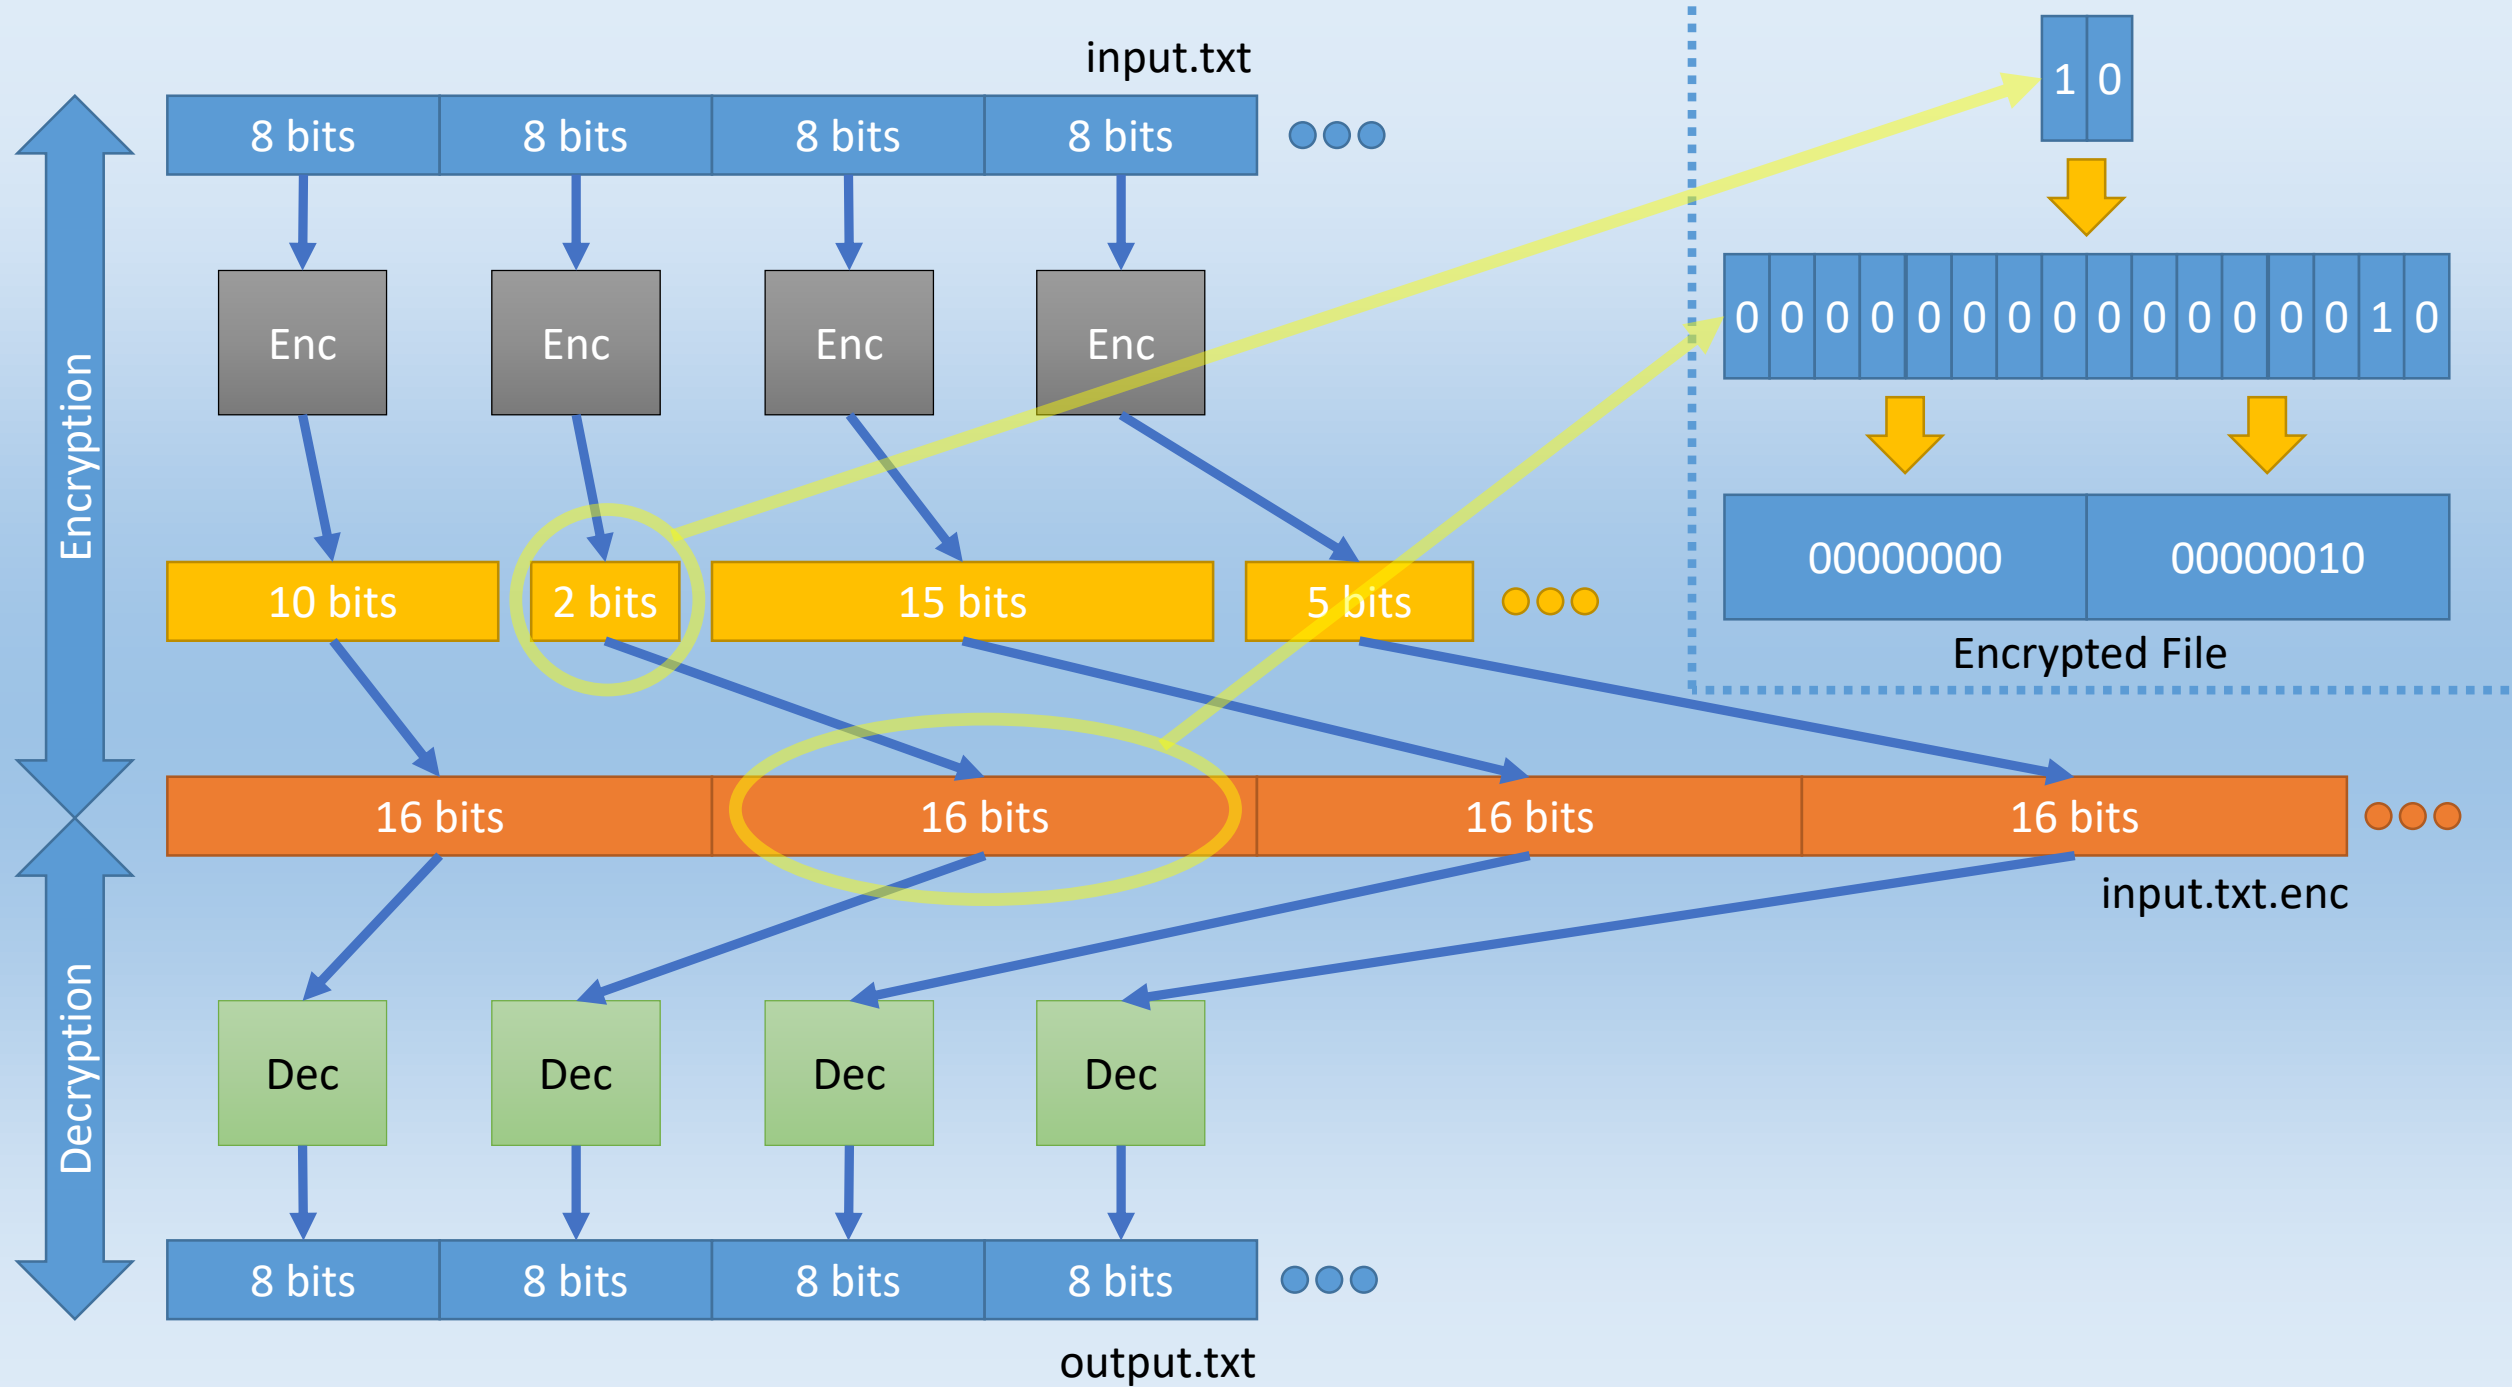 input.txt
8 bits 8 bits 8 bits 8 bits
Enc Enc Enc Enc
10 bits 2 bits 15 bits 5 bits
16 bits 16 bits 16 bits 16 bits
input.txt.enc
Dec Dec Dec Dec
8 bits 8 bits 8 bits 8 bits
output.txt
Encryption
Decryption
1 0
0 0 0 0 0 0 0 0 0 0 0 0 0 0 1 0
00000000 00000010
Encrypted File